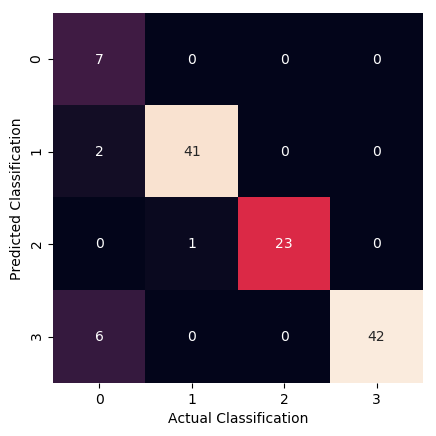 0 7 0 0 0
1 2 41 0 0
2 0 1 23 0
3 6 0 0 42
0 1 2 3
Predicted Classification
Actual Classification